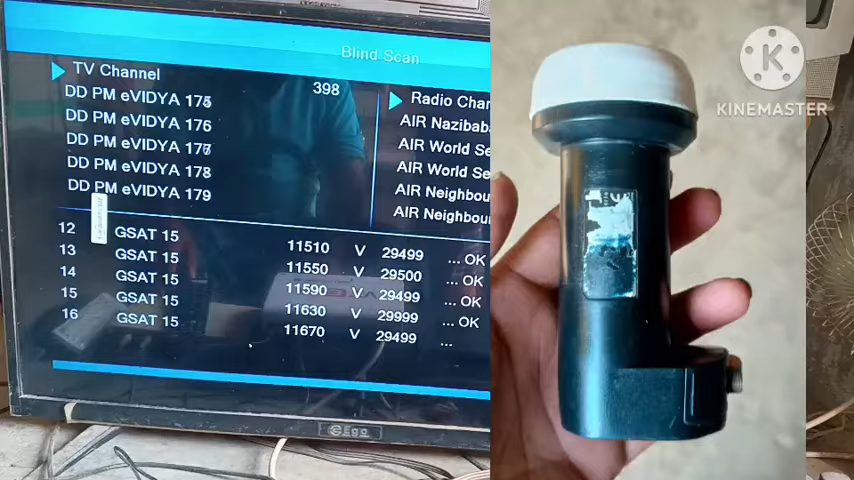 Blind Scan
TV Channel 398
DD PM eVIDYA 175
DD PM eVIDYA 176
DD PM eVIDYA 177
DD PM eVIDYA 178
DD PM eVIDYA 179
Radio Chan
AIR Nazibaba
AIR World Se
AIR World Se
AIR Neighbou
AIR Neighbour
12 GSAT 15 11510 V 29499 ... OK
13 GSAT 15 11550 V 29500 ... OK
14 GSAT 15 11590 V 29499 ... OK
15 GSAT 15 11630 V 29999 ... OK
16 GSAT 15 11670 V 29499 ...
Ego
KINEMASTER